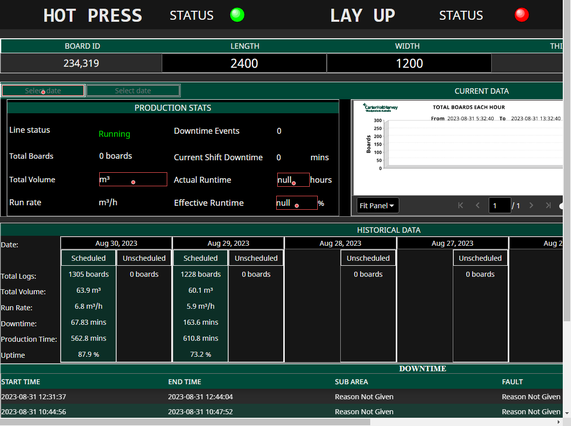 HOT PRESS STATUS LAY UP STATUS
BOARD ID LENGTH WIDTH THI
234,319 2400 1200
Select date Select date CURRENT DATA
PRODUCTION STATS
Line status Running Downtime Events 0
Total Boards 0 boards Current Shift Downtime 0 mins
Total Volume m³ Actual Runtime null hours
Run rate m³/h Effective Runtime null %
CarterHoltHarvey
TOTAL BOARDS EACH HOUR
From 2023-08-31 5:32:40 To 2023-08-31 13:32:40
Boards
300
250
200
150
100
50
0
Fit Panel 1 / 1
HISTORICAL DATA
Date: Aug 30, 2023 Aug 29, 2023 Aug 28, 2023 Aug 27, 2023 Aug 2
Scheduled Unscheduled Scheduled Unscheduled Unscheduled Unscheduled
Total Logs: 1305 boards 0 boards 1228 boards 0 boards 0 boards 0 boards
Total Volume: 63.9 m³ 60.1 m³
Run Rate: 6.8 m³/h 5.9 m³/h
Downtime: 67.83 mins 163.6 mins
Production Time: 562.8 mins 610.8 mins
Uptime 87.9 % 73.2 %
DOWNTIME
START TIME END TIME SUB AREA FAULT
2023-08-31 12:31:37 2023-08-31 12:44:04 Reason Not Given Reason Not Given
2023-08-31 10:44:56 2023-08-31 10:47:52 Reason Not Given Reason Not Given